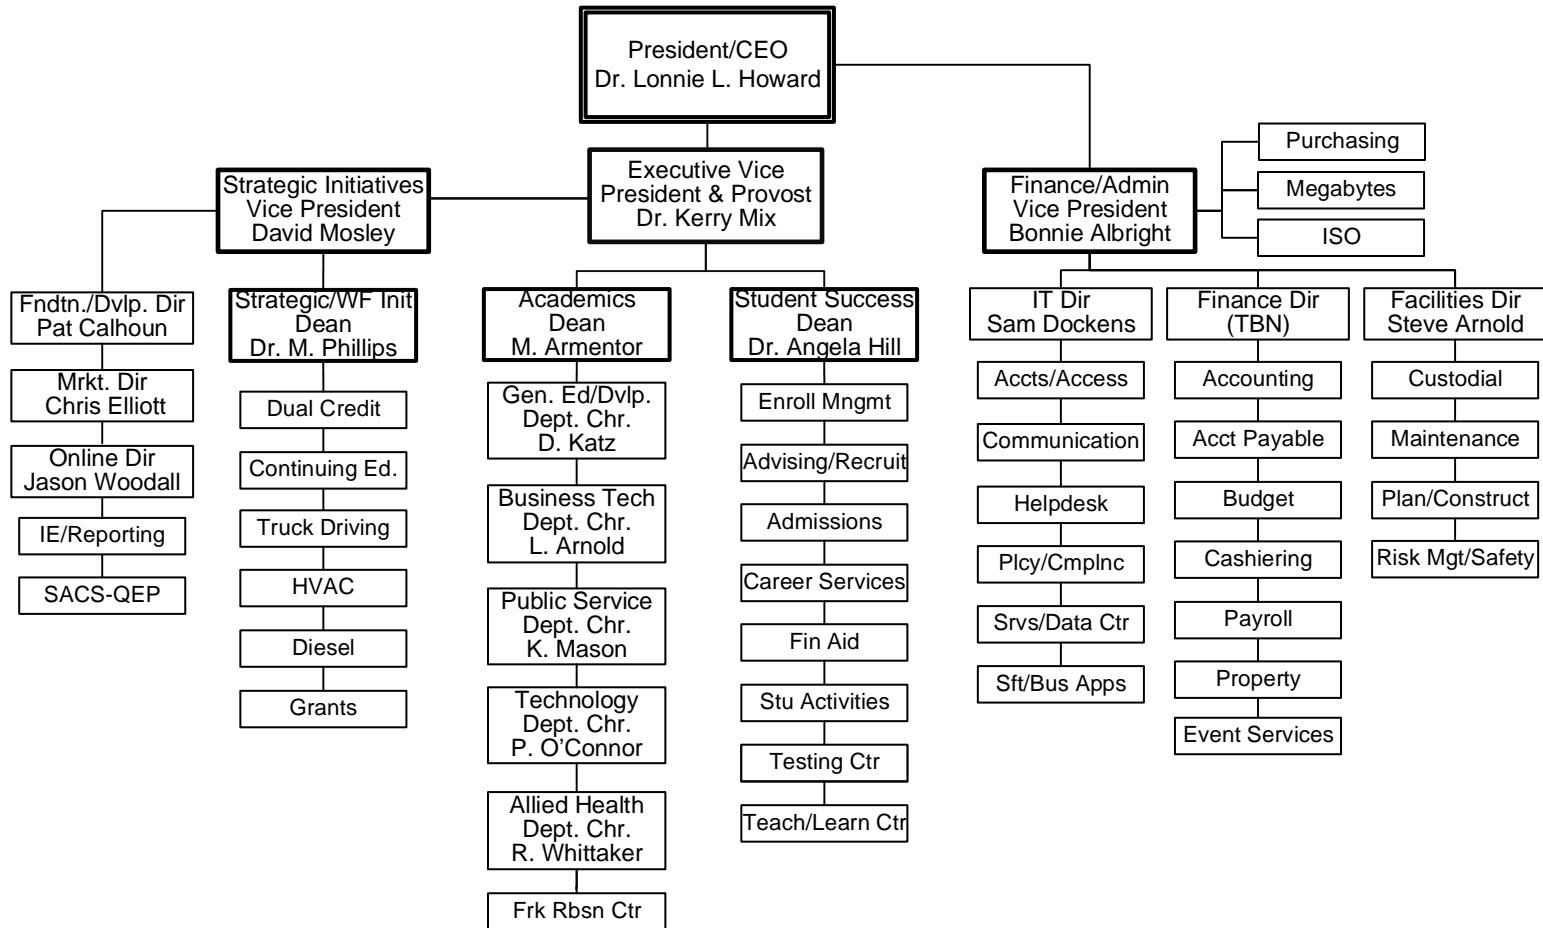 President/CEO
Dr. Lonnie L. Howard
Executive Vice
President & Provost
Dr. Kerry Mix
Strategic Initiatives
Vice President
David Mosley
Finance/Admin
Vice President
Bonnie Albright
Purchasing
Megabytes
ISO
Fndtn./Dvlp. Dir
Pat Calhoun
Mrkt. Dir
Chris Elliott
Online Dir
Jason Woodall
IE/Reporting
SACS-QEP
Strategic/WF Init
Dean
Dr. M. Phillips
Dual Credit
Continuing Ed.
Truck Driving
HVAC
Diesel
Grants
Academics
Dean
M. Armentor
Gen. Ed/Dvlp.
Dept. Chr.
D. Katz
Business Tech
Dept. Chr.
L. Arnold
Public Service
Dept. Chr.
K. Mason
Technology
Dept. Chr.
P. O'Connor
Allied Health
Dept. Chr.
R. Whittaker
Frk Rbsn Ctr
Student Success
Dean
Dr. Angela Hill
Enroll Mngmt
Advising/Recruit
Admissions
Career Services
Fin Aid
Stu Activities
Testing Ctr
Teach/Learn Ctr
IT Dir
Sam Dockens
Accts/Access
Communication
Helpdesk
Plcy/Cmplnc
Srvs/Data Ctr
Sft/Bus Apps
Finance Dir
(TBN)
Accounting
Acct Payable
Budget
Cashiering
Payroll
Property
Event Services
Facilities Dir
Steve Arnold
Custodial
Maintenance
Plan/Construct
Risk Mgt/Safety